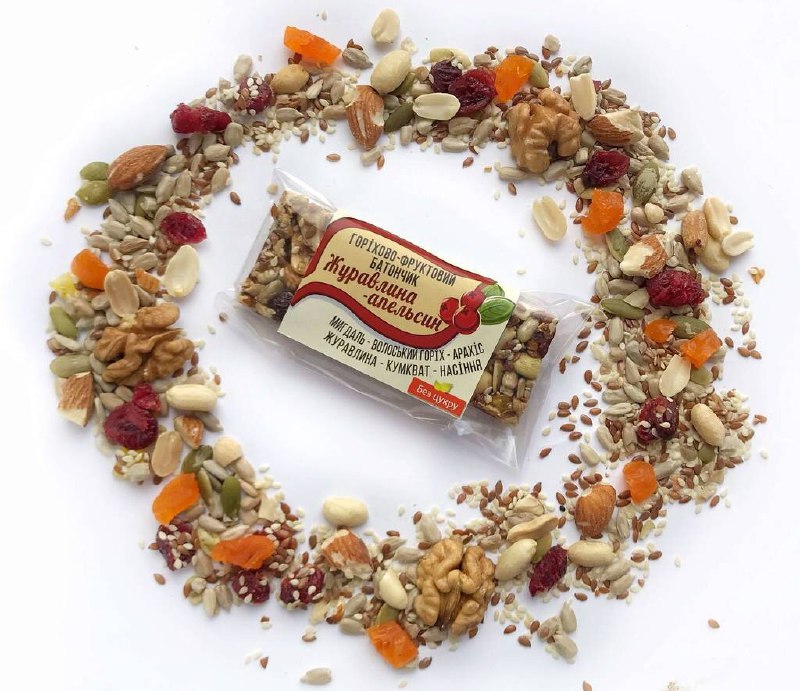 ГОРІХОВО-ФРУКТОВИЙ
БАТОНЧИК
Журавлина
-апельсин
МИГДАЛЬ - ВОЛОСЬКИЙ ГОРІХ - АРАХІС
ЖУРАВЛИНА - КУМКВАТ - НАСІННЯ
Без цукру